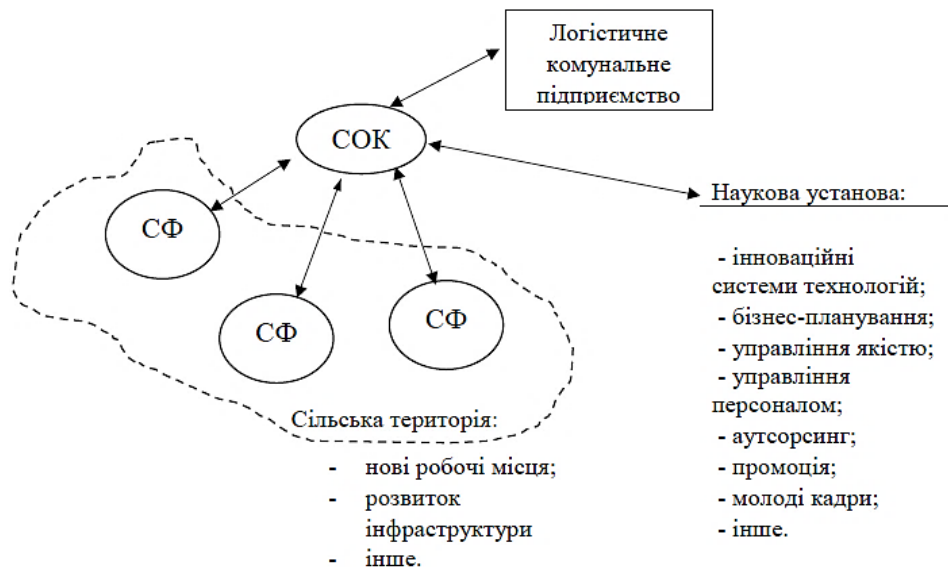 Логістичне
комунальне
підприємство
СОК
Наукова установа:
СФ
СФ
СФ
- інноваційні
системи технологій;
- бізнес-планування;
- управління якістю;
- управління
персоналом;
- аутсорсинг;
- промоція;
- молоді кадри;
- інше.
Сільська територія:
- нові робочі місця;
- розвиток
інфраструктури
- інше.